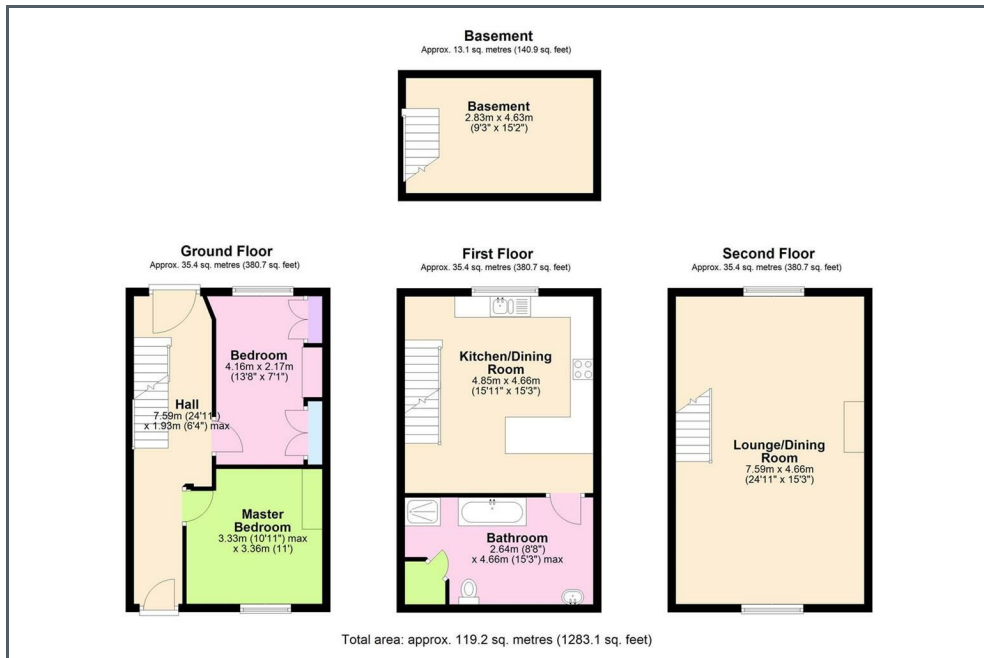 Basement
Approx. 13.1 sq. metres (140.9 sq. feet)
Basement
2.83m x 4.63m
(9'3" x 15'2")
Ground Floor
Approx. 35.4 sq. metres (380.7 sq. feet)
Bedroom
4.16m x 2.17m
(13'8" x 7'1")
Hall
7.59m (24'11")
x 1.93m (6'4") max
Master
Bedroom
3.33m (10'11") max
x 3.36m (11')
First Floor
Approx. 35.4 sq. metres (380.7 sq. feet)
Kitchen/Dining
Room
4.85m x 4.66m
(15'11" x 15'3")
Bathroom
2.64m (8'8")
x 4.66m (15'3") max
Second Floor
Approx. 35.4 sq. metres (380.7 sq. feet)
Lounge/Dining
Room
7.59m x 4.66m
(24'11" x 15'3")
Total area: approx. 119.2 sq. metres (1283.1 sq. feet)